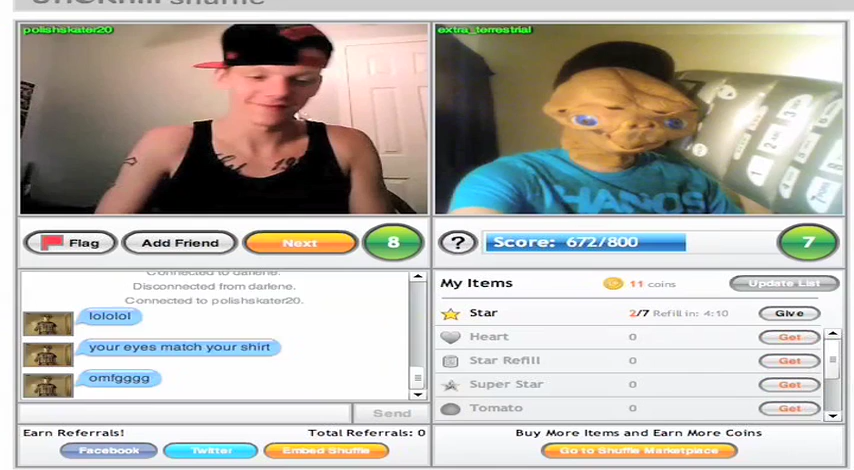 polishskater20
extra_terrestrial
Flag
Add Friend
Next
8
?
Score: 672/800
7
Connected to darlene.
Disconnected from darlene.
Connected to polishskater20.
lololol
your eyes match your shirt
omfgggg
Send
Earn Referrals!
Total Referrals: 0
Facebook
Twitter
Embed Shuffle
My Items
11 coins
Update List
Star
2/7 Refill in: 4:10
Give
Heart
0
Get
Star Refill
0
Get
Super Star
0
Get
Tomato
0
Get
Buy More Items and Earn More Coins
Go to Shuffle Marketplace